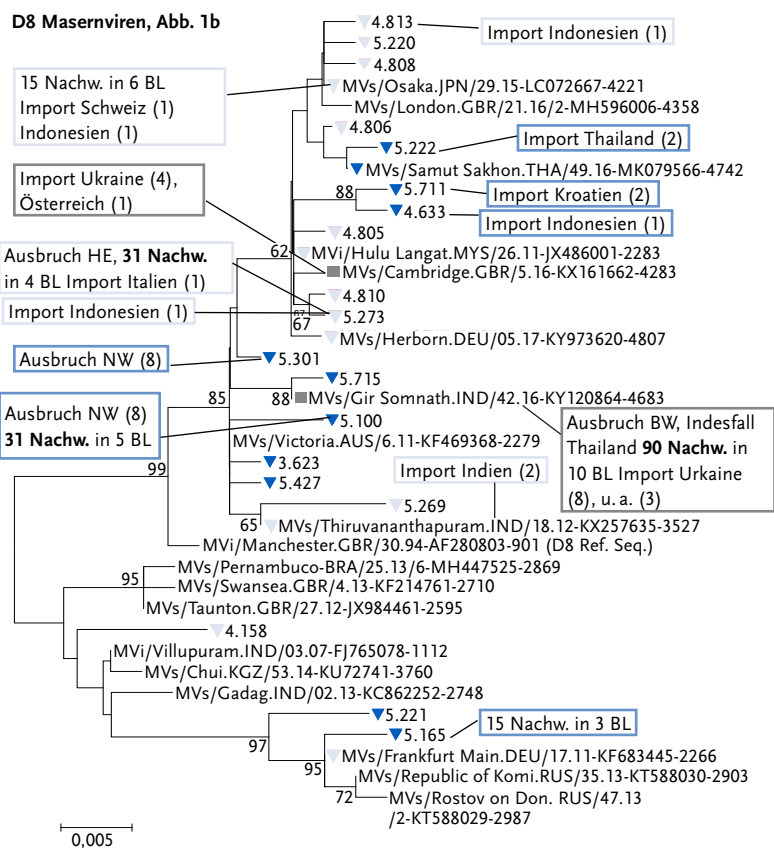 D8 Masernviren, Abb. 1b
4.813
Import Indonesien (1)
5.220
4.808
15 Nachw. in 6 BL
Import Schweiz (1)
Indonesien (1)
MVs/Osaka.JPN/29.15-LC072667-4221
MVs/London.GBR/21.16/2-MH596006-4358
4.806
Import Thailand (2)
5.222
MVs/Samut Sakhon.THA/49.16-MK079566-4742
Import Ukraine (4),
Österreich (1)
88
5.711
Import Kroatien (2)
4.633
Import Indonesien (1)
4.805
62
MVi/Hulu Langat.MYS/26.11-JX486001-2283
MVs/Cambridge.GBR/5.16-KX161662-4283
Ausbruch HE, 31 Nachw.
in 4 BL Import Italien (1)
4.810
Import Indonesien (1)
87
5.273
67
MVs/Herborn.DEU/05.17-KY973620-4807
Ausbruch NW (8)
5.301
5.715
85
88
MVs/Gir Somnath.IND/42.16-KY120864-4683
Ausbruch NW (8)
31 Nachw. in 5 BL
5.100
Ausbruch BW, Indesfall
Thailand 90 Nachw. in
10 BL Import Urkaine
(8), u. a. (3)
MVs/Victoria.AUS/6.11-KF469368-2279
3.623
99
Import Indien (2)
5.427
5.269
65
MVs/Thiruvananthapuram.IND/18.12-KX257635-3527
MVi/Manchester.GBR/30.94-AF280803-901 (D8 Ref. Seq.)
MVs/Pernambuco-BRA/25.13/6-MH447525-2869
95
MVs/Swansea.GBR/4.13-KF214761-2710
MVs/Taunton.GBR/27.12-JX984461-2595
4.158
MVi/Villupuram.IND/03.07-FJ765078-1112
MVs/Chui.KGZ/53.14-KU72741-3760
MVs/Gadag.IND/02.13-KC862252-2748
5.221
15 Nachw. in 3 BL
5.165
97
MVs/Frankfurt Main.DEU/17.11-KF683445-2266
95
MVs/Republic of Komi.RUS/35.13-KT588030-2903
72
MVs/Rostov on Don. RUS/47.13
/2-KT588029-2987
0,005